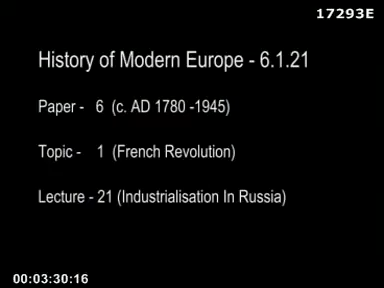 17293E
History of Modern Europe - 6.1.21
Paper - 6 (c. AD 1780 -1945)
Topic - 1 (French Revolution)
Lecture - 21 (Industrialisation In Russia)
00:03:30:16